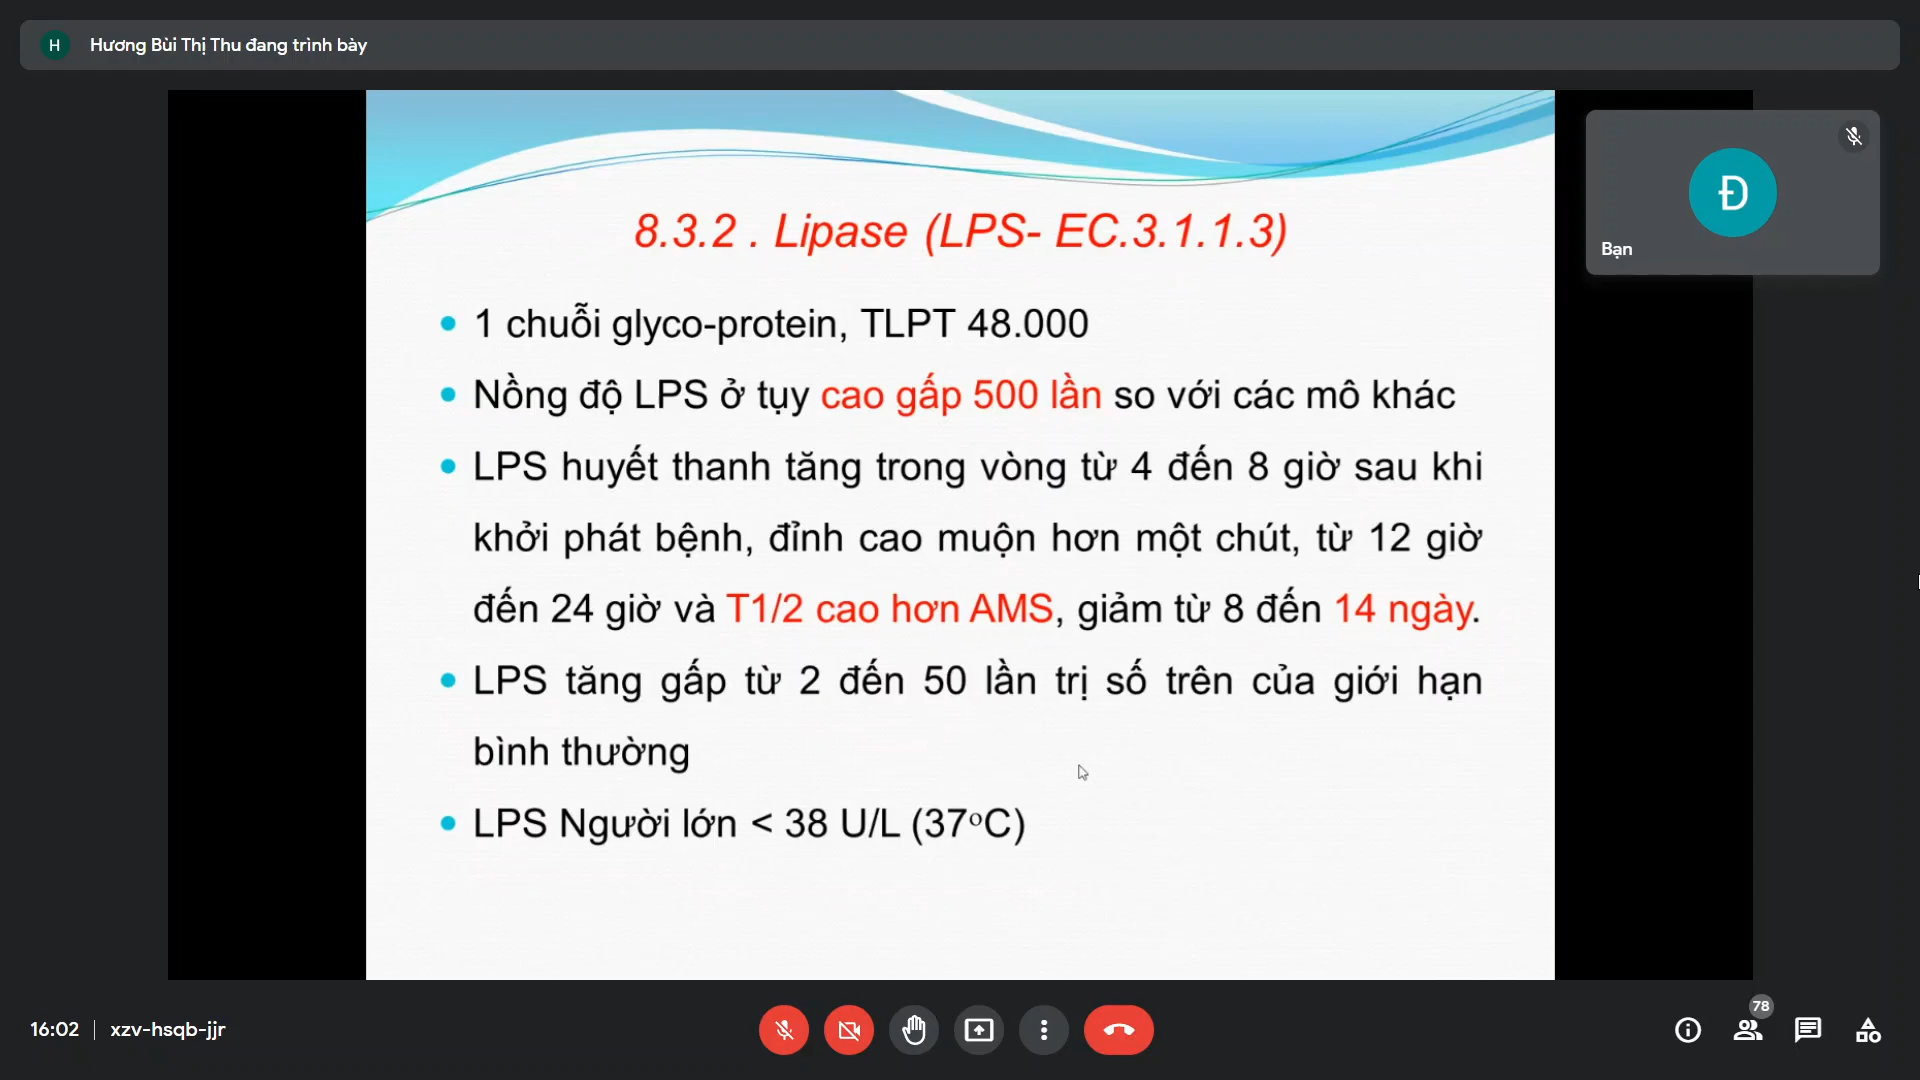 H Hương Bùi Thị Thu đang trình bày
8.3.2 . Lipase (LPS- EC.3.1.1.3)
• 1 chuỗi glyco-protein, TLPT 48.000
• Nồng độ LPS ở tụy cao gấp 500 lần so với các mô khác
• LPS huyết thanh tăng trong vòng từ 4 đến 8 giờ sau khi
khởi phát bệnh, đỉnh cao muộn hơn một chút, từ 12 giờ
đến 24 giờ và T1/2 cao hơn AMS, giảm từ 8 đến 14 ngày.
• LPS tăng gấp từ 2 đến 50 lần trị số trên của giới hạn
bình thường
• LPS Người lớn < 38 U/L (37ºC)
Đ
Bạn
16:02 | xzv-hsqb-jjr
78